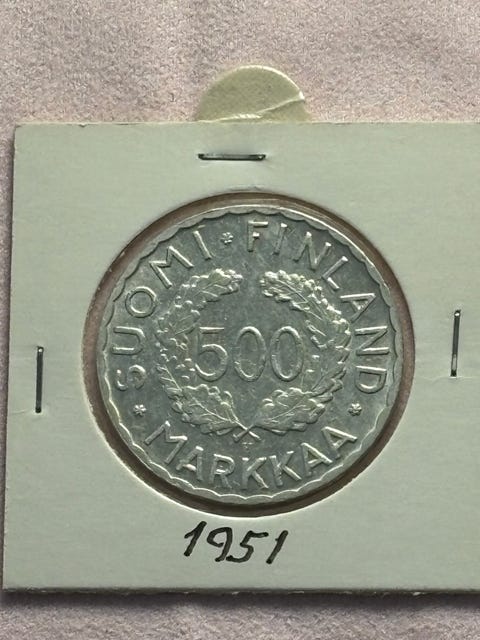 SUOMI * FINLAND
500
* MARKKAA *
1951